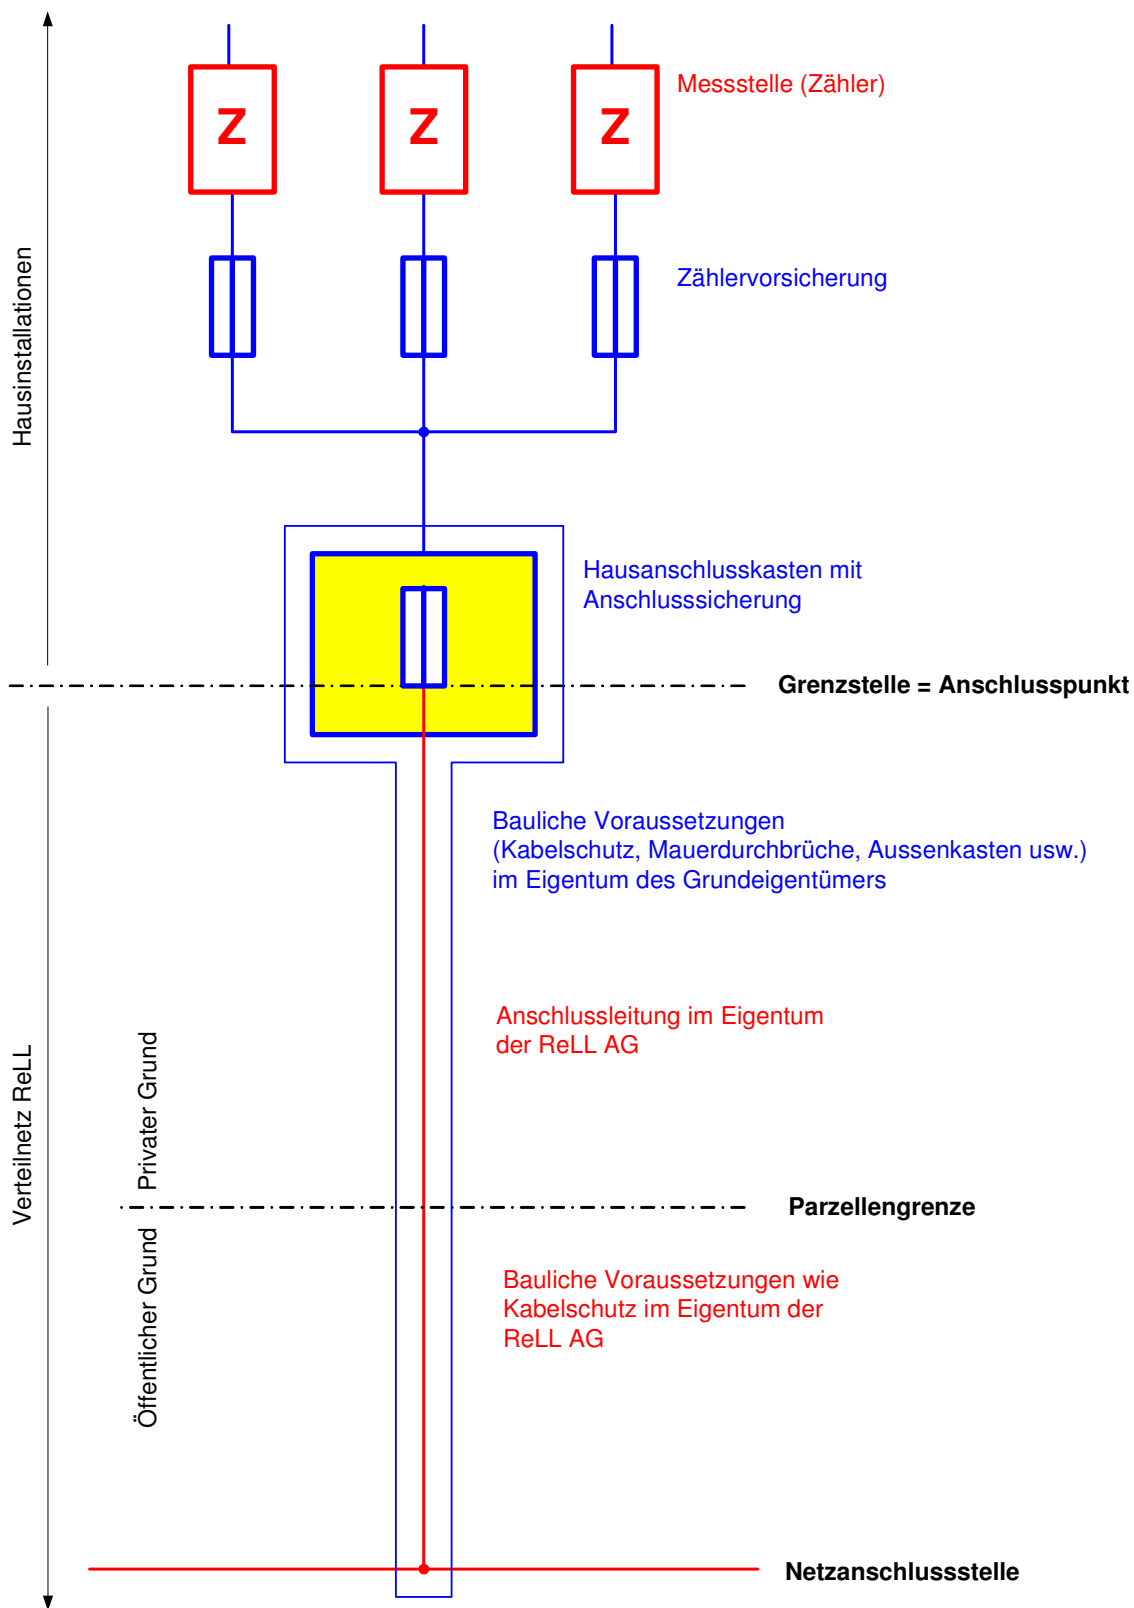 Messstelle (Zähler)
Z Z Z
Zählervorsicherung
Hausinstallationen
Hausanschlusskasten mit
Anschlusssicherung
Grenzstelle = Anschlusspunkt
Bauliche Voraussetzungen
(Kabelschutz, Mauerdurchbrüche, Aussenkasten usw.)
im Eigentum des Grundeigentümers
Anschlussleitung im Eigentum
der ReLL AG
Verteilnetz ReLL
Privater Grund
Parzellengrenze
Öffentlicher Grund
Bauliche Voraussetzungen wie
Kabelschutz im Eigentum der
ReLL AG
Netzanschlussstelle